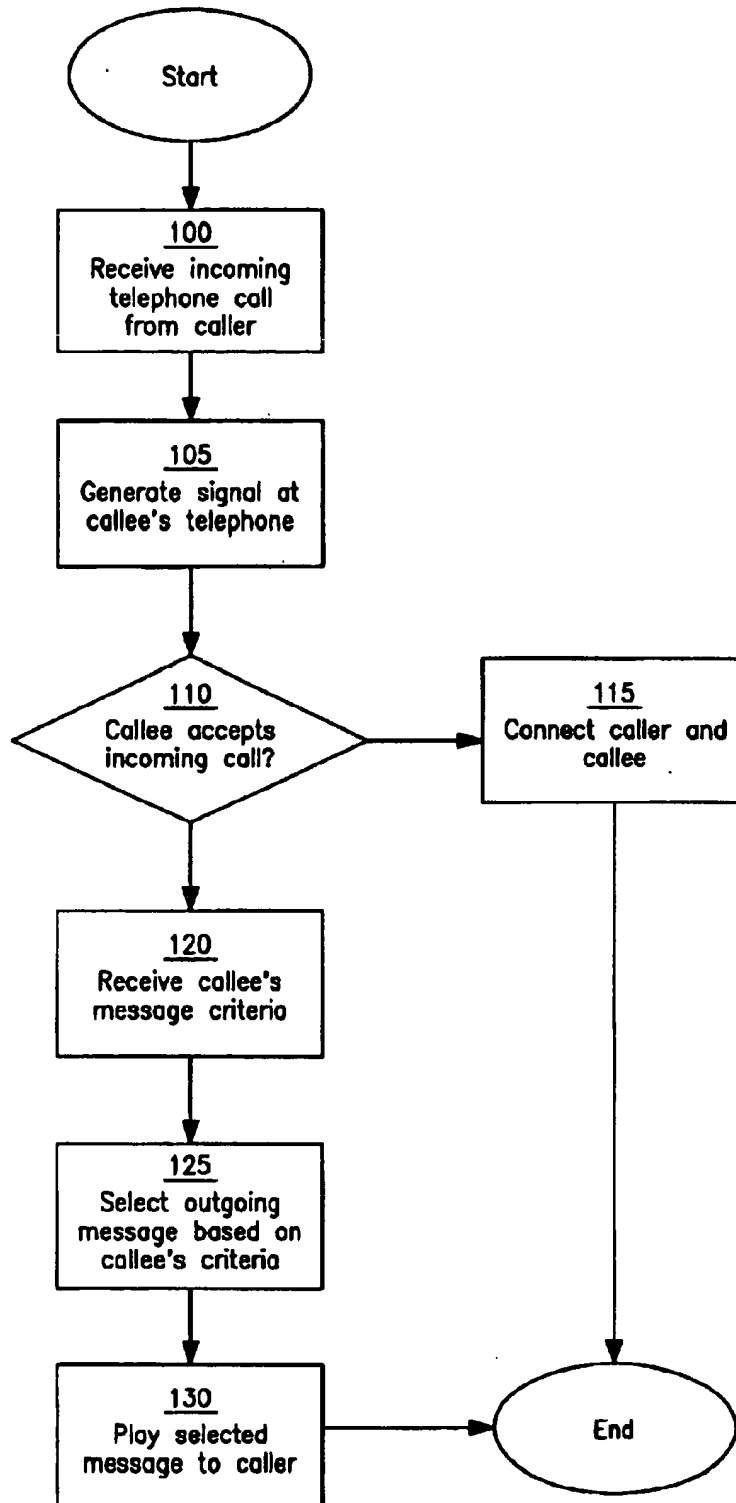 Start
100
Receive incoming
telephone call
from caller
105
Generate signal at
callee's telephone
110
Callee accepts
incoming call?
115
Connect caller and
callee
120
Receive callee's
message criteria
125
Select outgoing
message based on
callee's criteria
130
Play selected
message to caller
End